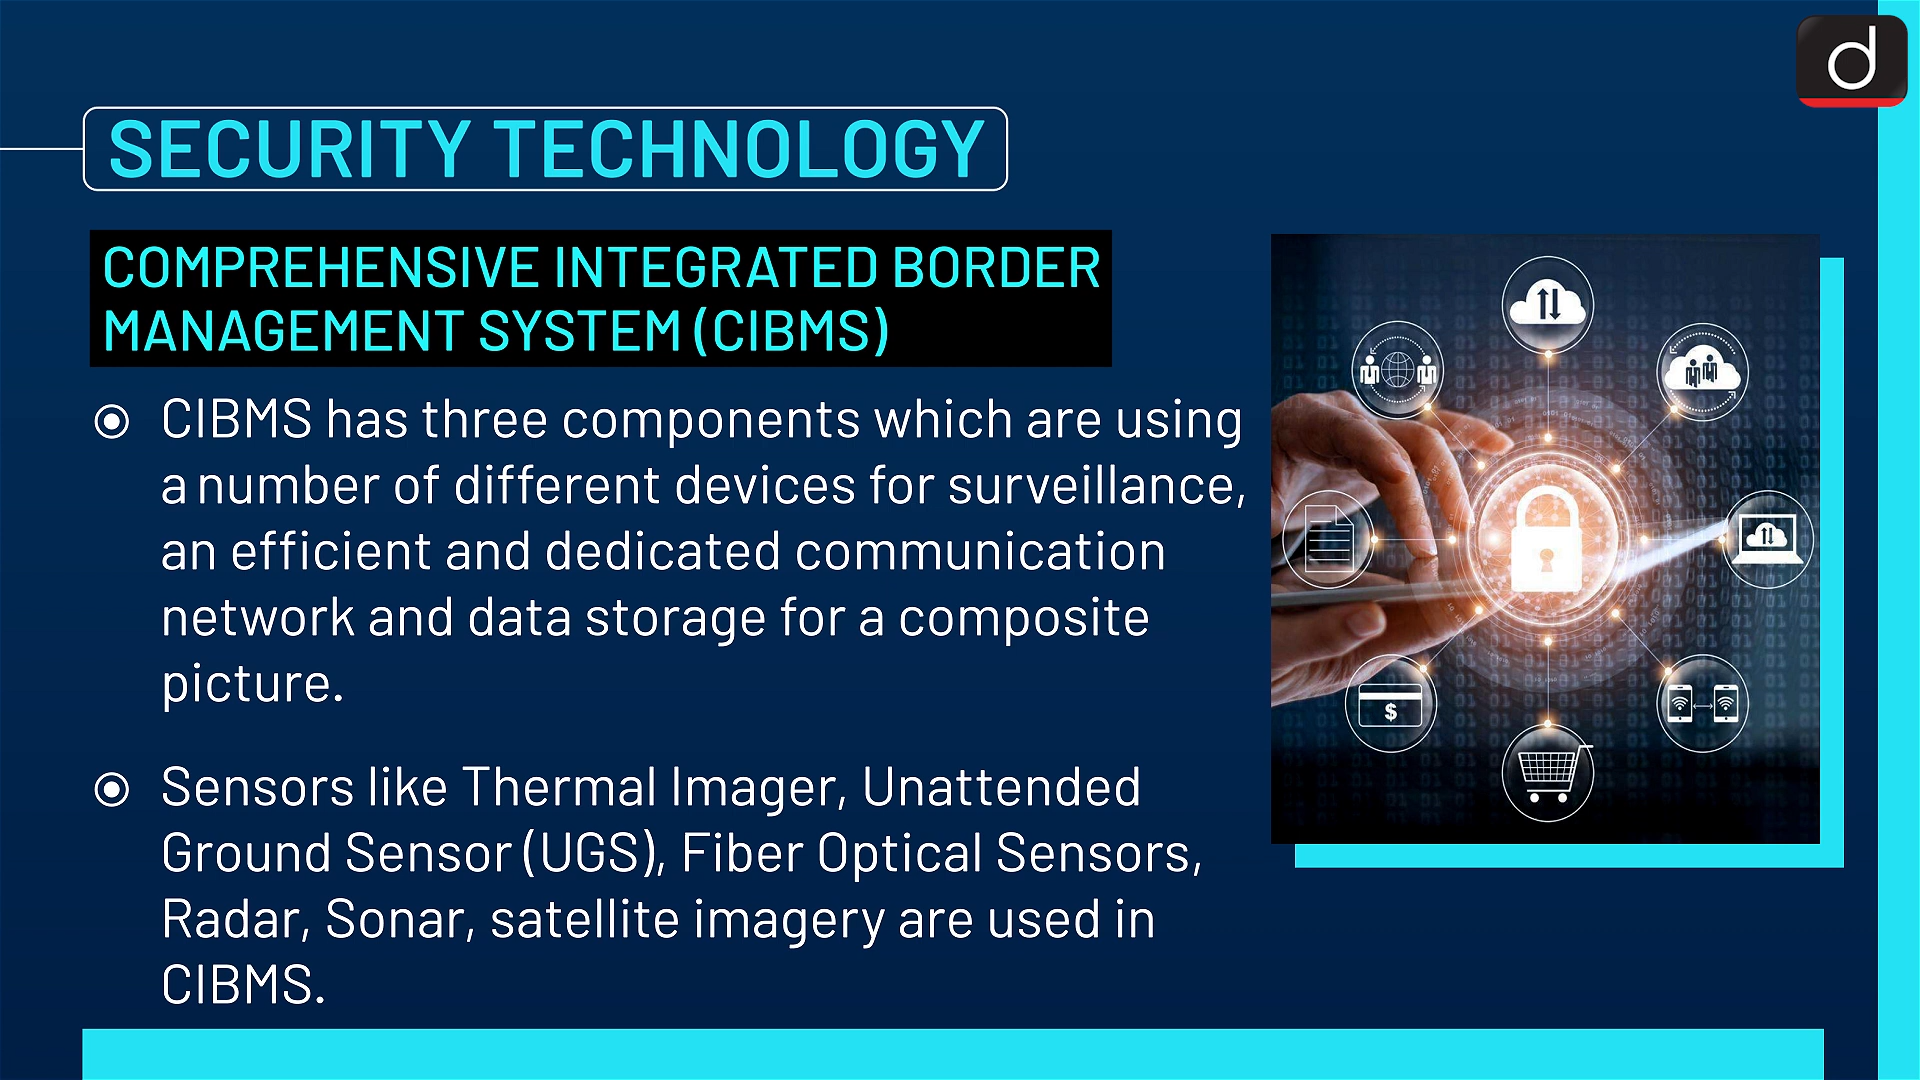 d
SECURITY TECHNOLOGY
COMPREHENSIVE INTEGRATED BORDER
MANAGEMENT SYSTEM (CIBMS)
CIBMS has three components which are using
a number of different devices for surveillance,
an efficient and dedicated communication
network and data storage for a composite
picture.
Sensors like Thermal Imager, Unattended
Ground Sensor (UGS), Fiber Optical Sensors,
Radar, Sonar, satellite imagery are used in
CIBMS.
$